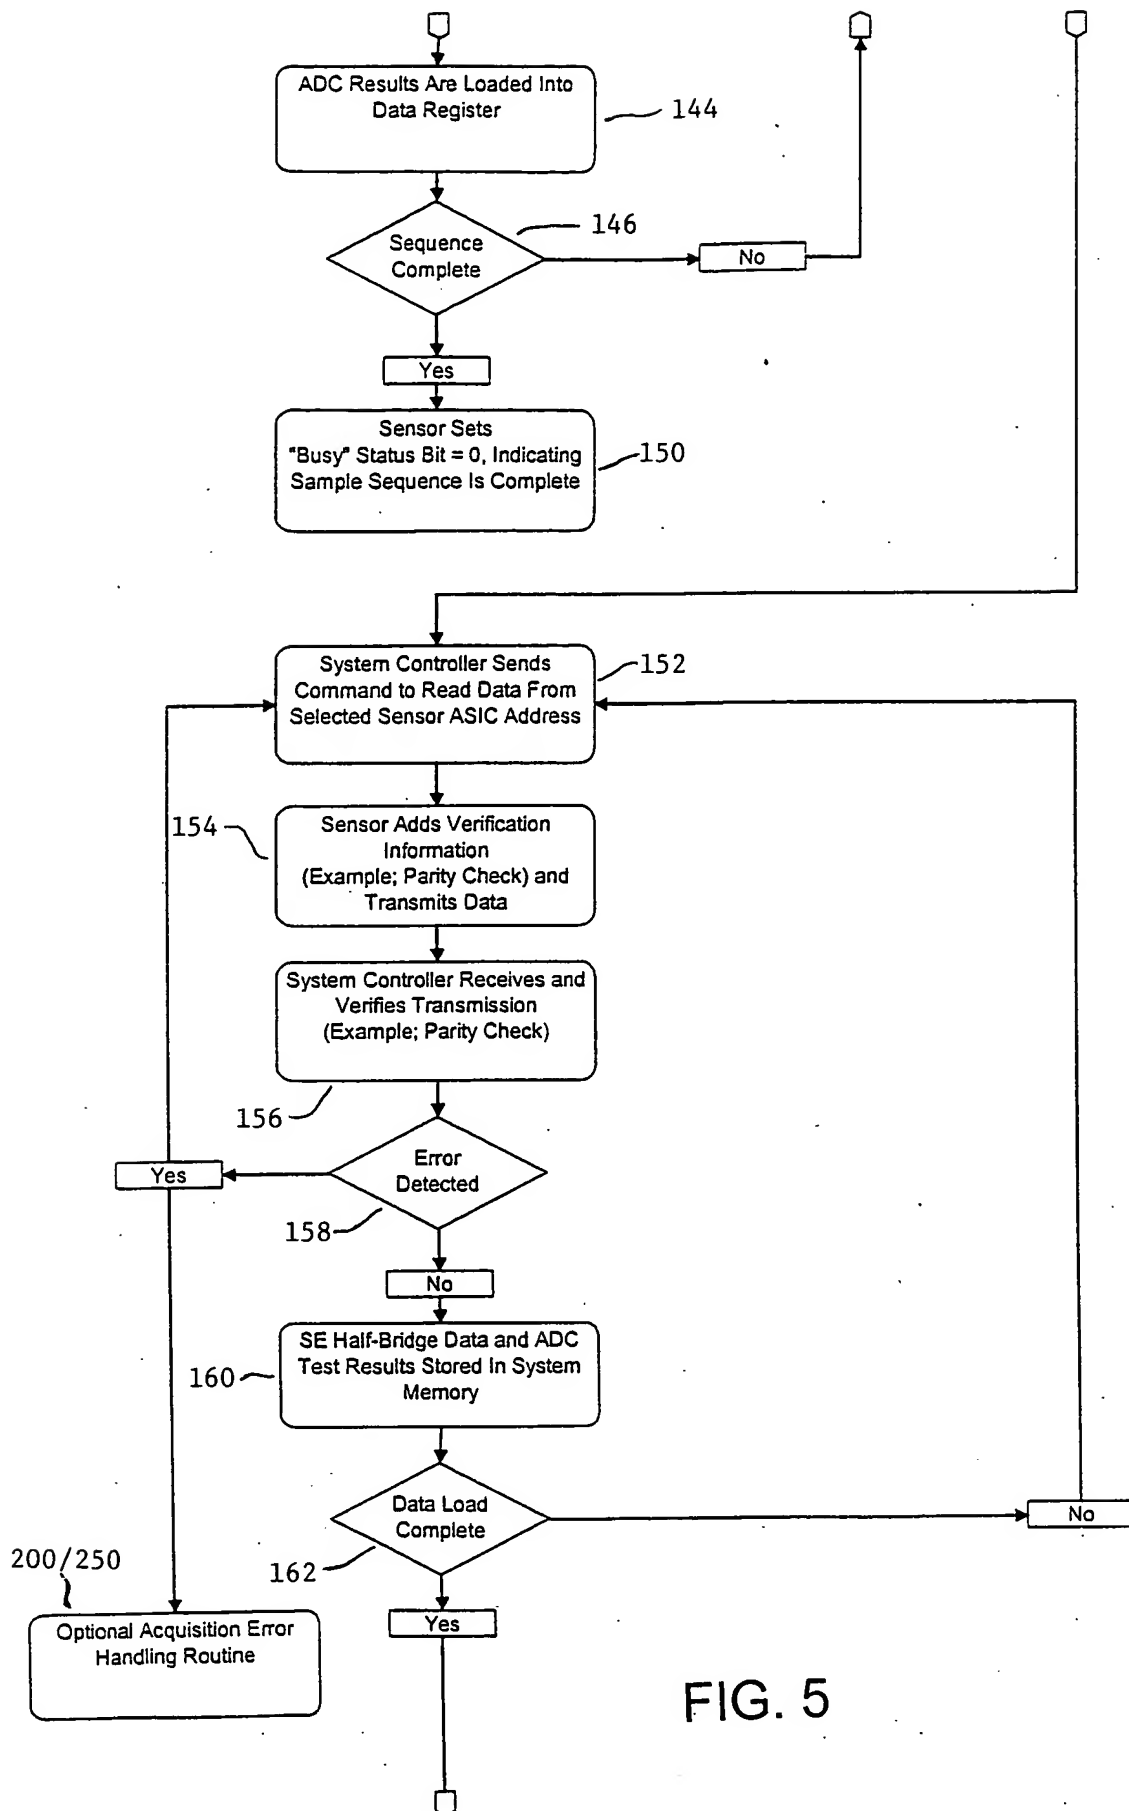 ADC Results Are Loaded Into
Data Register
144
Sequence
Complete
146
No
Yes
Sensor Sets
"Busy" Status Bit = 0, Indicating
Sample Sequence Is Complete
150
System Controller Sends
Command to Read Data From
Selected Sensor ASIC Address
152
154
Sensor Adds Verification
Information
(Example; Parity Check) and
Transmits Data
System Controller Receives and
Verifies Transmission
(Example; Parity Check)
156
Yes
Error
Detected
158
No
SE Half-Bridge Data and ADC
Test Results Stored In System
Memory
160
Data Load
Complete
No
162
200/250
Yes
Optional Acquisition Error
Handling Routine
FIG. 5